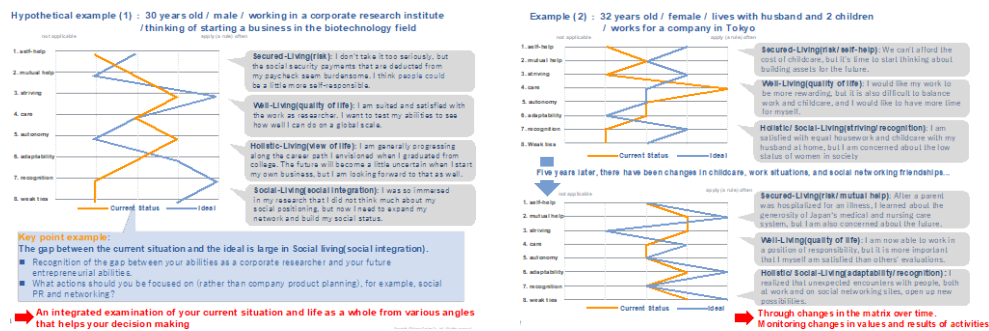 Hypothetical example (1) : 30 years old / male / working in a corporate research institute
/ thinking of starting a business in the biotechnology field
not applicable
apply (a rule) often
1. self-help
2. mutual help
3. striving
4. care
5. autonomy
6. adaptability
7. recognition
8. weak ties
Current Status
Ideal
Secured-Living(risk): I don't take it too seriously, but
the social security payments that are deducted from
my paycheck seem burdensome. I think people could
be a little more self-responsible.
Well-Living(quality of life): I am suited and satisfied with
the work as researcher. I want to test my abilities to see
how well I can do on a global scale.
Holistic-Living(view of life): I am generally progressing
along the career path I envisioned when I graduated from
college. The future will become a little uncertain when I start
my own business, but I am looking forward to that as well.
Social-Living(social integration): I was so immersed
in my research that I did not think much about my
social positioning, but now I need to expand my
network and build my social status.
Key point example:
The gap between the current situation and the ideal is large in Social living(social integration).
■ Recognition of the gap between your abilities as a corporate researcher and your future
entrepreneurial abilities.
■ What actions should you be focused on (rather than company product planning), for example, social
PR and networking?
An integrated examination of your current situation and life as a whole from various angles
that helps your decision making
Example (2) : 32 years old / female / lives with husband and 2 children
/ works for a company in Tokyo
not applicable
apply (a rule) often
1. self-help
2. mutual help
3. striving
4. care
5. autonomy
6. adaptability
7. recognition
8. Weak ties
Current Status
Ideal
Secured-Living(risk/self-help): We can't afford the
cost of childcare, but it's time to start thinking about
building assets for the future.
Well-Living(quality of life): I would like my work to
be more rewarding, but it is also difficult to balance
work and childcare, and I would like to have more time
for myself.
Holistic/ Social-Living(striving/recognition): I am
satisfied with equal housework and childcare with my
husband at home, but I am concerned about the low
status of women in society
Five years later, there have been changes in childcare, work situations, and social networking/friendships...
not applicable
apply (a rule) often
1. self-help
2. mutual help
3. striving
4. care
5. autonomy
6. adaptability
7. recognition
8. weak ties
Current Status
Ideal
Secured-Living(risk/ mutual help): After a parent
was hospitalized for an illness, I learned about the
generosity of Japan's medical and nursing care
system, but I am also concerned about the future.
Well-Living(quality of life): I am now able to work in
a position of responsibility, but it is more important
that I myself am satisfied than others' evaluations.
Holistic/ Social-Living(adaptability/recognition): I
realized that unexpected encounters with people, both
at work and on social networking sites, open up new
possibilities.
Through changes in the matrix over time.
Monitoring changes in values and results of activities